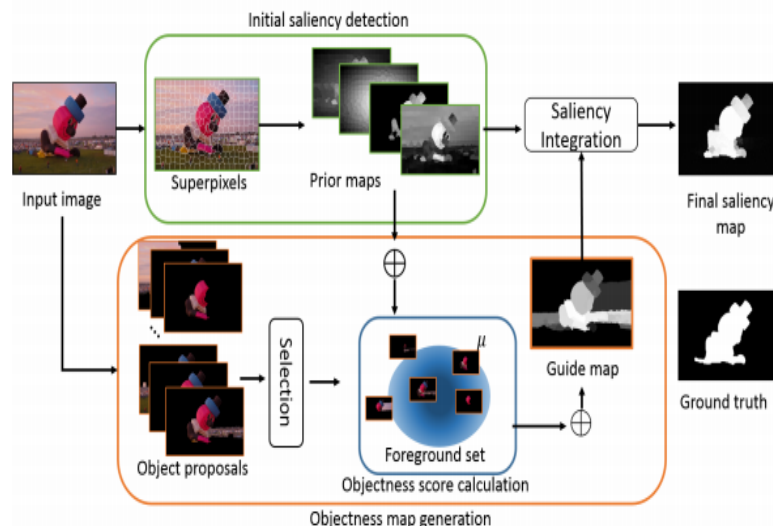 Initial saliency detection
Superpixels
Prior maps
Input image
Saliency
Integration
Final saliency
map
Object proposals
Selection
μ
Foreground set
Objectness score calculation
Guide map
Ground truth
Objectness map generation